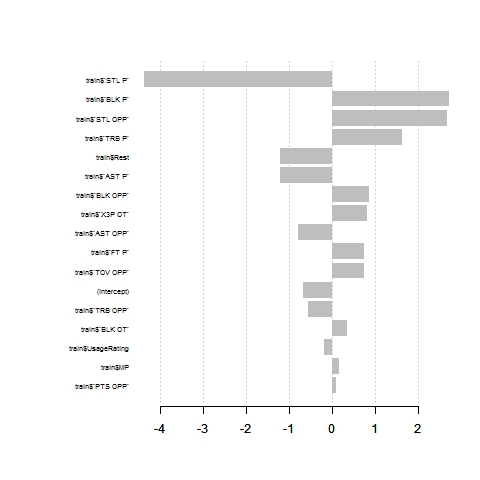 train$`STL P`
train$`BLK P`
train$`STL OPP`
train$`TRB P`
train$Rest
train$`AST P`
train$`BLK OPP`
train$`X3P OT`
train$`AST OPP`
train$`FT P`
train$`TOV OPP`
(Intercept)
train$`TRB OPP`
train$`BLK OT`
train$UsageRating
train$MP
train$`PTS OPP`
-4 -3 -2 -1 0 1 2